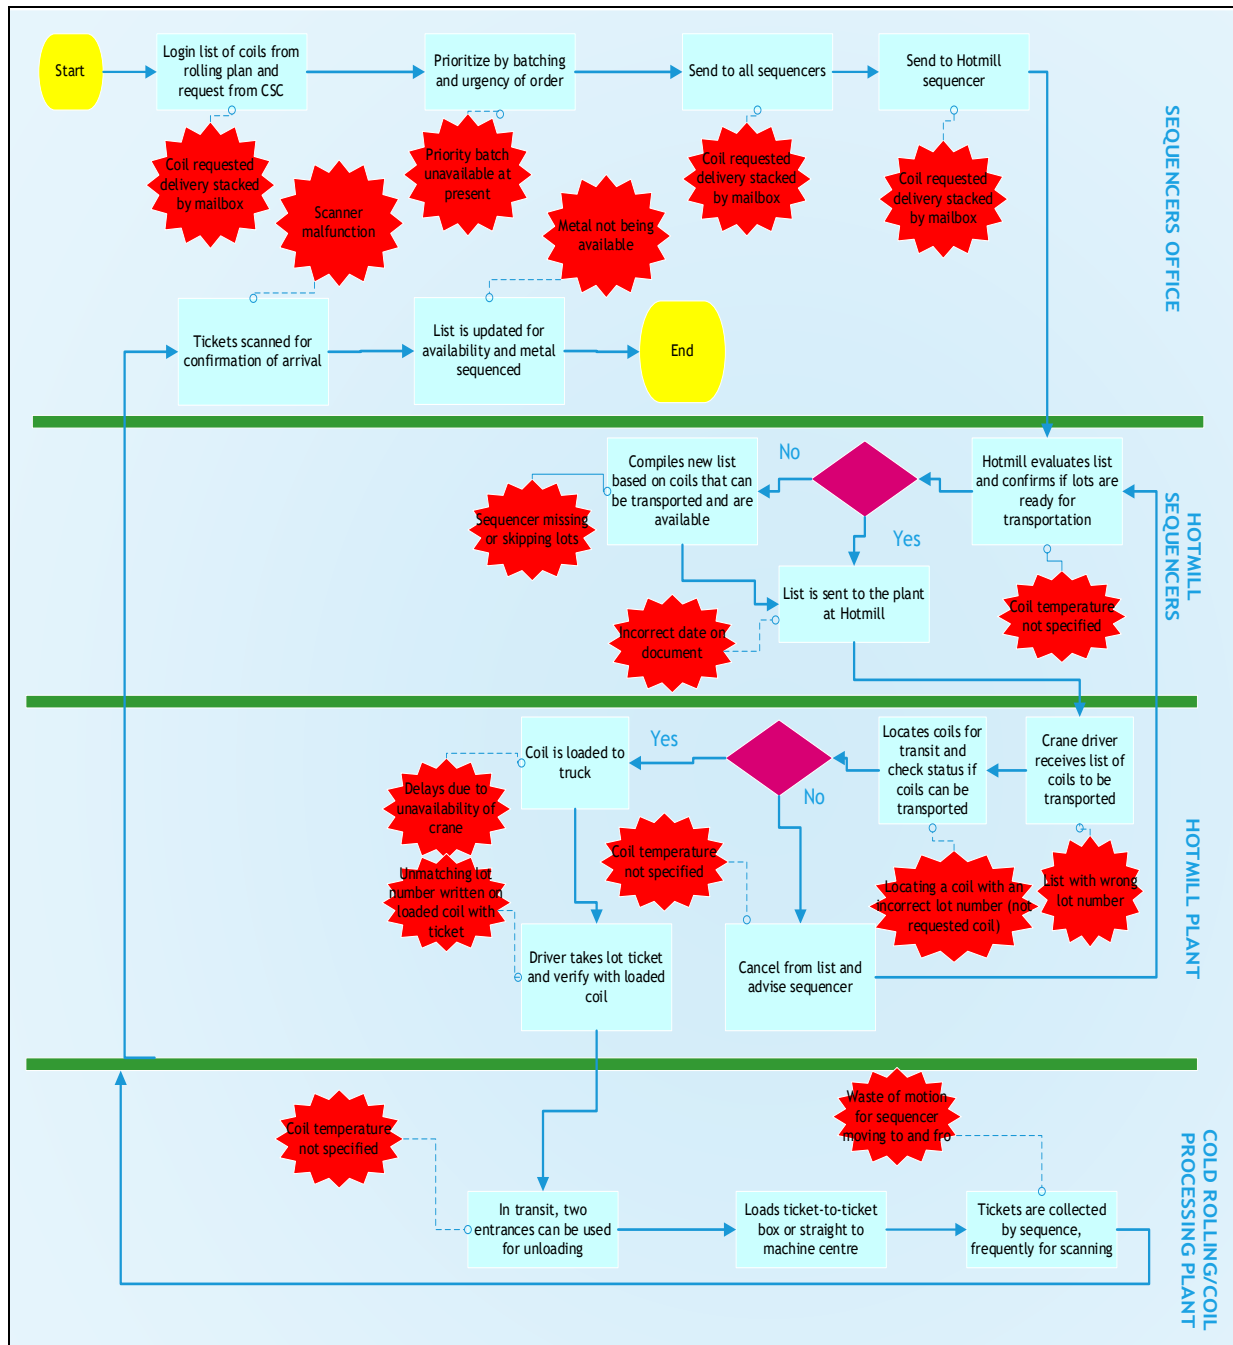 Start
Login list of coils from
rolling plan and
request from CSC
Prioritize by batching
and urgency of order
Send to all sequencers
Send to Hotmill
sequencer
SEQUENCERS OFFICE
Coil requested
delivery stacked
by mailbox
Scanner
malfunction
Priority batch
unavailable at
present
Metal not being
available
Coil requested
delivery stacked
by mailbox
Coil requested
delivery stacked
by mailbox
Tickets scanned for
confirmation of arrival
List is updated for
availability and metal
sequenced
End
HOTMILL
SEQUENCERS
Hotmill evaluates list
and confirms if lots are
ready for
transportation
No
Yes
Compiles new list
based on coils that can
be transported and are
available
Sequencer missing
or skipping lots
List is sent to the plant
at Hotmill
Incorrect date on
document
Coil temperature
not specified
HOTMILL PLANT
Crane driver
receives list of
coils to be
transported
Locates coils for
transit and
check status if
coils can be
transported
Yes
No
Coil is loaded to
truck
Delays due to
unavailability of
crane
Unmatching lot
number written on
loaded coil with
ticket
Coil temperature
not specified
Locating a coil with an
incorrect lot number (not
requested coil)
List with wrong
lot number
Driver takes lot ticket
and verify with loaded
coil
Cancel from list and
advise sequencer
COLD ROLLING/COIL
PROCESSING PLANT
Coil temperature
not specified
Waste of motion
for sequencer
moving to and fro
In transit, two
entrances can be used
for unloading
Loads ticket-to-ticket
box or straight to
machine centre
Tickets are collected
by sequence,
frequently for scanning